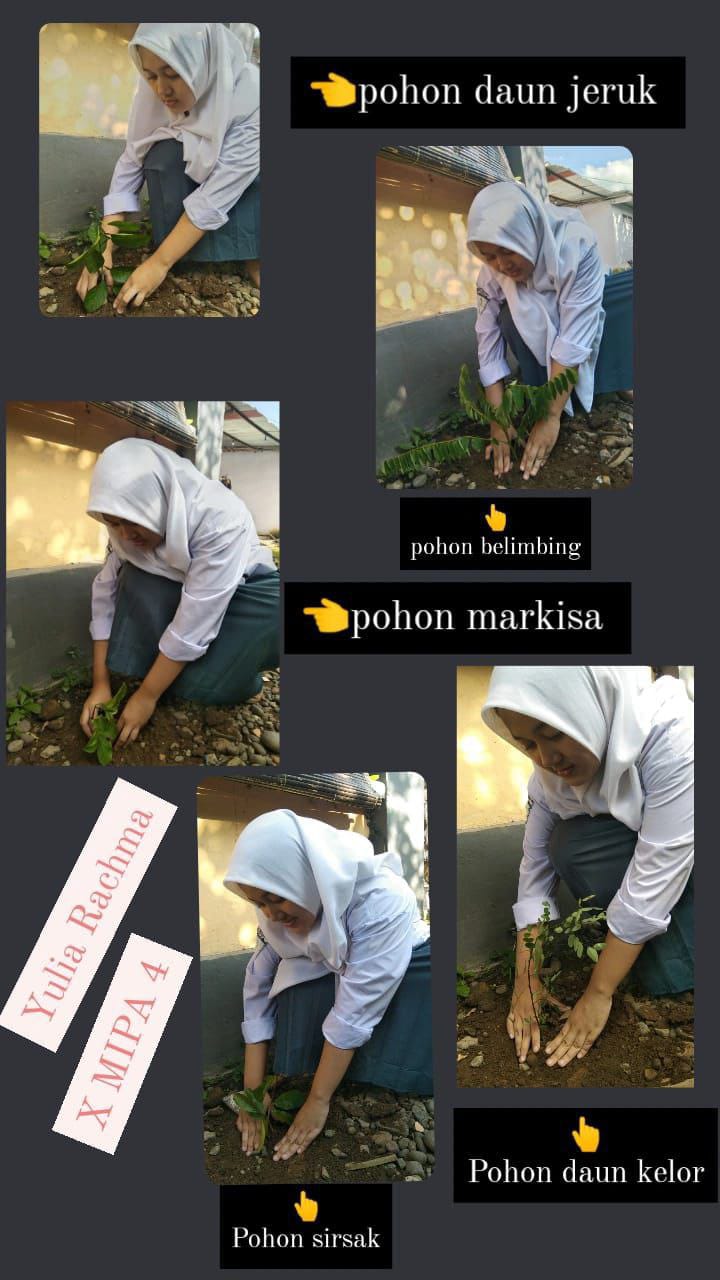 👈pohon daun jeruk
👆
pohon belimbing
👈pohon markisa
Yulia Rachma
X MIPA 4
👆
Pohon daun kelor
👆
Pohon sirsak